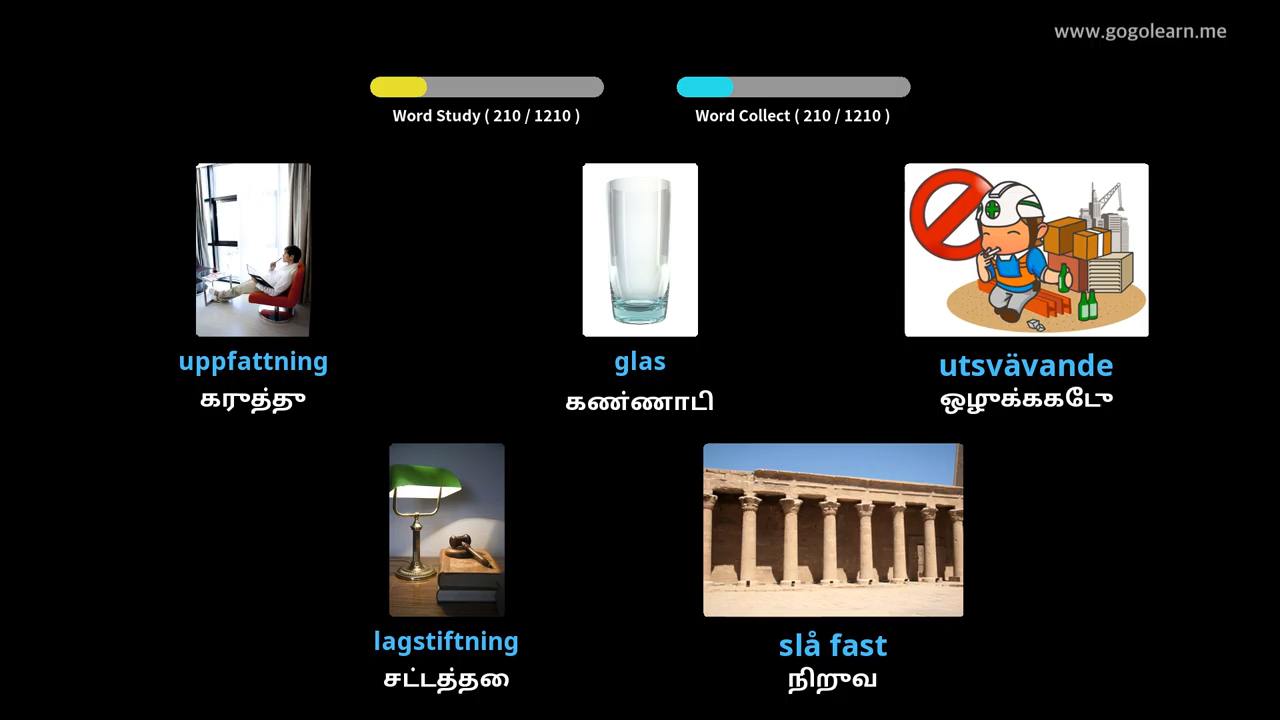 www.gogolearn.me
Word Study ( 210 / 1210 )
Word Collect ( 210 / 1210 )
uppfattning
கருத்து
glas
கண்ணாபி
utsvävande
ஒழுக்ககடேு
lagstiftning
சட்டத்தை
slå fast
நிறுவ